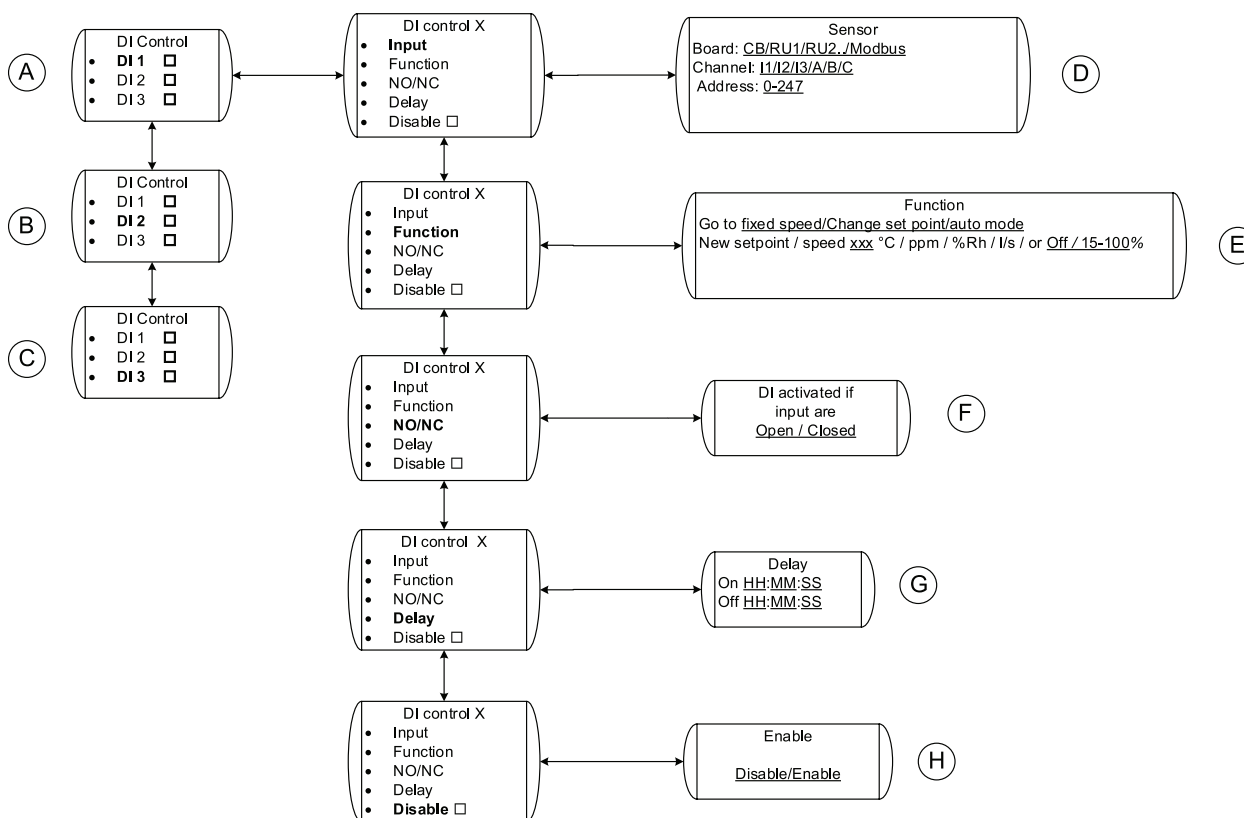 A
DI Control
• DI 1 ☐
• DI 2 ☐
• DI 3 ☐
DI control X
• Input
• Function
• NO/NC
• Delay
• Disable ☐
Sensor
Board: CB/RU1/RU2../Modbus
Channel: I1/I2/I3/A/B/C
Address: 0-247
D
B
DI Control
• DI 1 ☐
• DI 2 ☐
• DI 3 ☐
DI control X
• Input
• Function
• NO/NC
• Delay
• Disable ☐
Function
Go to fixed speed/Change set point/auto mode
New setpoint / speed xxx °C / ppm / %Rh / l/s / or Off / 15-100%
E
C
DI Control
• DI 1 ☐
• DI 2 ☐
• DI 3 ☐
DI control X
• Input
• Function
• NO/NC
• Delay
• Disable ☐
DI activated if
input are
Open / Closed
F
DI control X
• Input
• Function
• NO/NC
• Delay
• Disable ☐
Delay
On HH:MM:SS
Off HH:MM:SS
G
DI control X
• Input
• Function
• NO/NC
• Delay
• Disable ☐
Enable
Disable/Enable
H